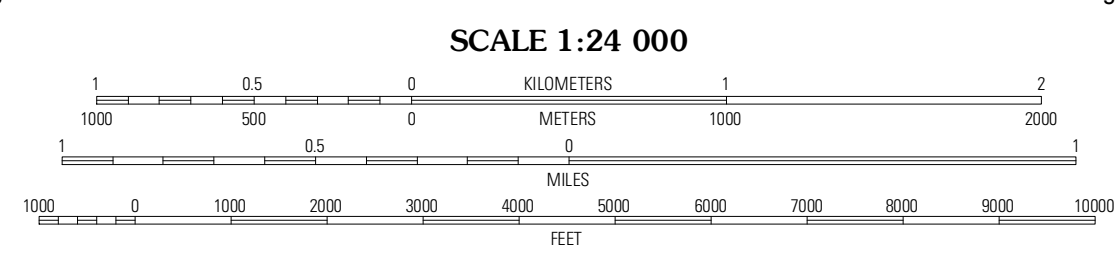 SCALE 1:24 000
1 0.5 0 KILOMETERS 1 2
1000 500 0 METERS 1000 2000
1 0.5 0 1
MILES
1000 0 1000 2000 3000 4000 5000 6000 7000 8000 9000 10000
FEET